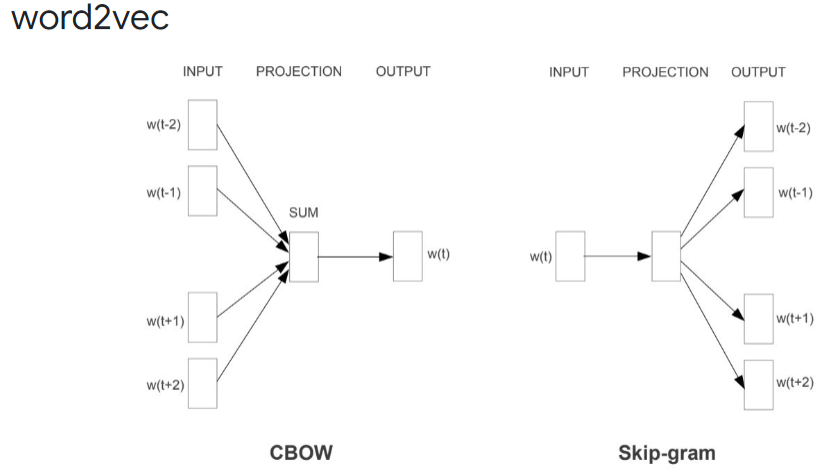 word2vec
INPUT PROJECTION OUTPUT
w(t-2)
w(t-1)
SUM
w(t)
w(t+1)
w(t+2)
CBOW
INPUT PROJECTION OUTPUT
w(t-2)
w(t-1)
w(t)
w(t+1)
w(t+2)
Skip-gram